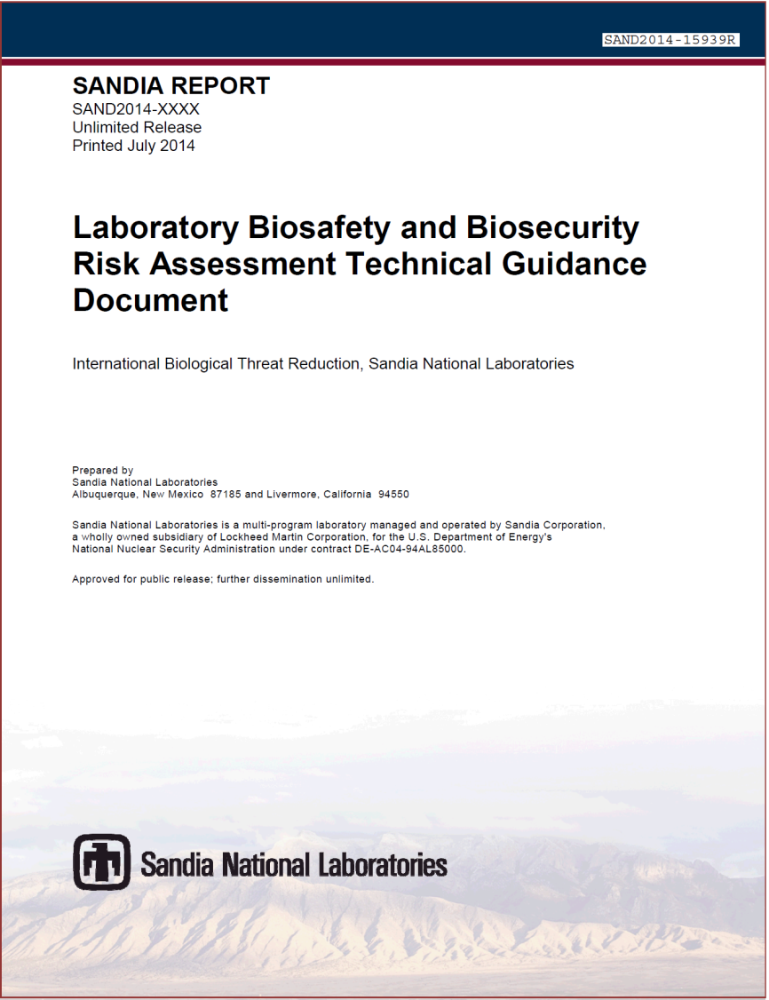 SAND2014-15939R
SANDIA REPORT
SAND2014-XXXX
Unlimited Release
Printed July 2014
Laboratory Biosafety and Biosecurity
Risk Assessment Technical Guidance
Document
International Biological Threat Reduction, Sandia National Laboratories
Prepared by
Sandia National Laboratories
Albuquerque, New Mexico 87185 and Livermore, California 94550
Sandia National Laboratories is a multi-program laboratory managed and operated by Sandia Corporation,
a wholly owned subsidiary of Lockheed Martin Corporation, for the U.S. Department of Energy's
National Nuclear Security Administration under contract DE-AC04-94AL85000.
Approved for public release; further dissemination unlimited.
Sandia National Laboratories